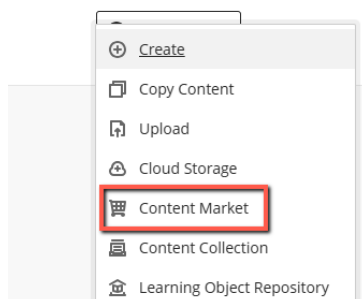 Create
Copy Content
Upload
Cloud Storage
Content Market
Content Collection
Learning Object Repository